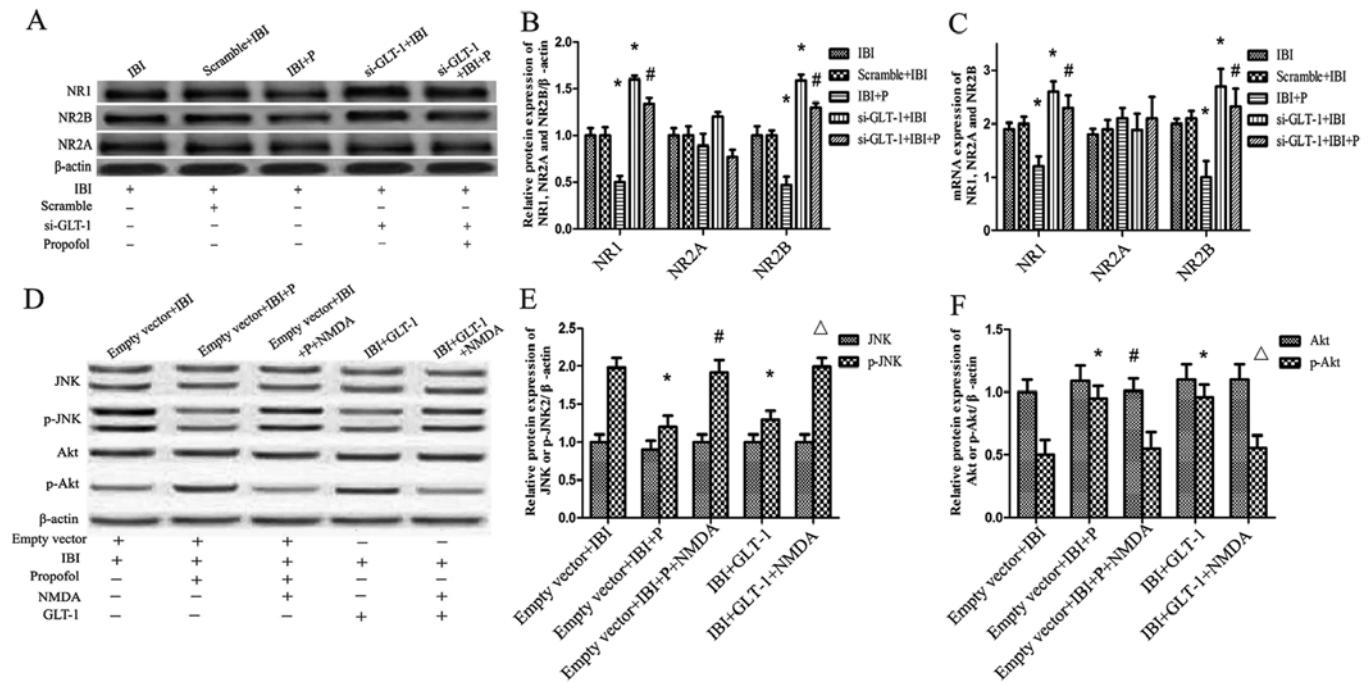 A
IBI
Scramble+IBI
IBI+P
si-GLT-1+IBI
si-GLT-1
+IBI+P
NR1
NR2B
NR2A
β-actin
IBI + + + + +
Scramble − + − − −
si-GLT-1 − − − + +
Propofol − − − − +
B
Relative protein expression of
NR1, NR2A and NR2B/β -actin
2.0
1.5
1.0
0.5
0.0
*
*
#
*
*
#
NR1
NR2A
NR2B
IBI
Scramble+IBI
IBI+P
si-GLT-1+IBI
si-GLT-1+IBI+P
C
mRNA expression of
NR1, NR2A and NR2B
3
2
1
0
*
*
#
*
*
#
NR1
NR2A
NR2B
IBI
Scramble+IBI
IBI+P
si-GLT-1+IBI
si-GLT-1+IBI+P
D
Empty vector+IBI
Empty vector+IBI+P
Empty vector+IBI
+P+NMDA
IBI+GLT-1
IBI+GLT-1
+NMDA
JNK
p-JNK
Akt
p-Akt
β-actin
Empty vector + + + − −
IBI + + + + +
Propofol − + + − −
NMDA − − + − +
GLT-1 − − − + +
E
Relative protein expression of
JNK or p-JNK2/ β -actin
2.5
2.0
1.5
1.0
0.5
0.0
*
#
*
△
JNK
p-JNK
Empty vector+IBI
Empty vector+IBI+P
Empty vector+IBI+P+NMDA
IBI+GLT-1
IBI+GLT-1+NMDA
F
Relative protein expression of
Akt or p-Akt/ β -actin
1.5
1.0
0.5
0.0
*
#
*
△
Akt
p-Akt
Empty vector+IBI
Empty vector+IBI+P
Empty vector+IBI+P+NMDA
IBI+GLT-1
IBI+GLT-1+NMDA